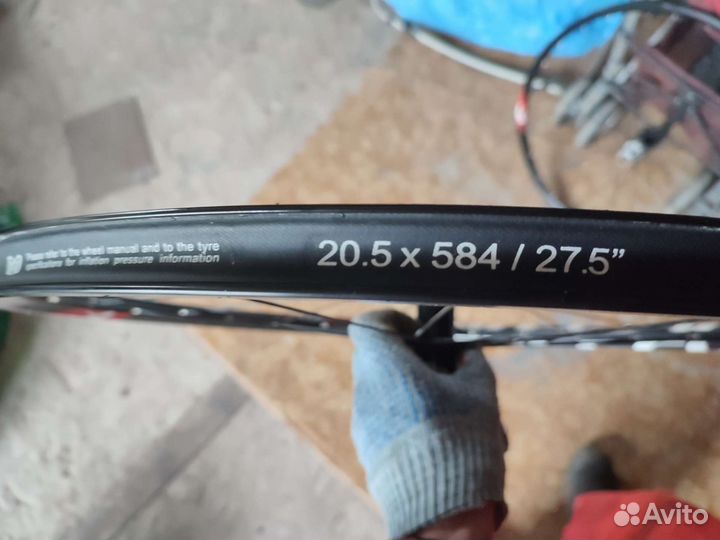 Please refer to the wheel manual and to the tyre
specifications for inflation pressure information
20.5 x 584 / 27.5”
Avito